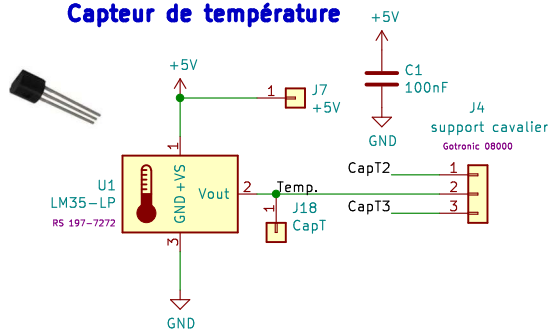 Capteur de température
+5V
+5V
1
J7
+5V
C1
100nF
GND
J4
support cavalier
Gotronic 08000
U1
LM35-LP
RS 197-7272
1
+VS
GND
Vout
2
3
GND
Temp.
1
J18
CapT
CapT2
1
2
CapT3
3